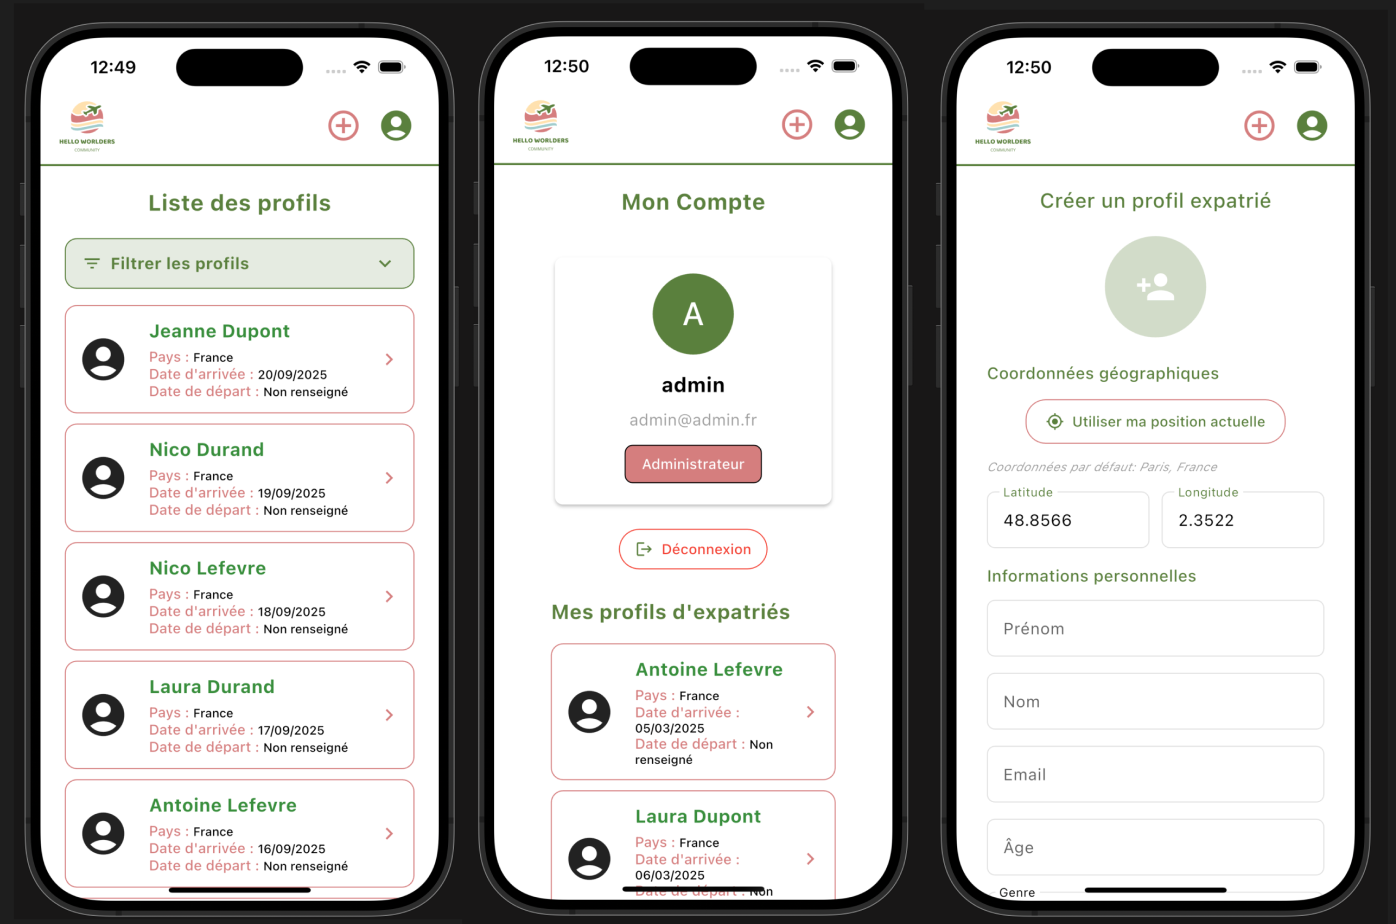 12:49
HELLO WORLDERS
COMMUNITY
Liste des profils
Filtrer les profils
Jeanne Dupont
Pays : France
Date d'arrivée : 20/09/2025
Date de départ : Non renseigné
Nico Durand
Pays : France
Date d'arrivée : 19/09/2025
Date de départ : Non renseigné
Nico Lefevre
Pays : France
Date d'arrivée : 18/09/2025
Date de départ : Non renseigné
Laura Durand
Pays : France
Date d'arrivée : 17/09/2025
Date de départ : Non renseigné
Antoine Lefevre
Pays : France
Date d'arrivée : 16/09/2025
Date de départ : Non renseigné
12:50
HELLO WORLDERS
COMMUNITY
Mon Compte
A
admin
admin@admin.fr
Administrateur
Déconnexion
Mes profils d'expatriés
Antoine Lefevre
Pays : France
Date d'arrivée :
05/03/2025
Date de départ : Non
renseigné
Laura Dupont
Pays : France
Date d'arrivée :
06/03/2025
Date de départ : Non
12:50
HELLO WORLDERS
COMMUNITY
Créer un profil expatrié
Coordonnées géographiques
Utiliser ma position actuelle
Coordonnées par défaut: Paris, France
Latitude
48.8566
Longitude
2.3522
Informations personnelles
Prénom
Nom
Email
Âge
Genre